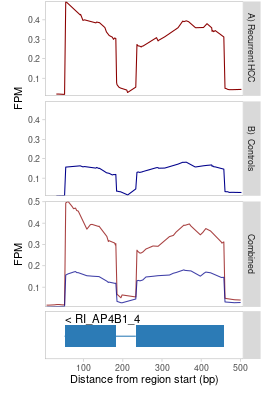 0.4
0.3
0.2
0.1
A) Recurrent HCC
FPM
0.4
0.3
0.2
0.1
B) Controls
0.5
0.4
0.3
0.2
0.1
Combined
FPM
< RI_AP4B1_4
100
200
300
400
500
Distance from region start (bp)